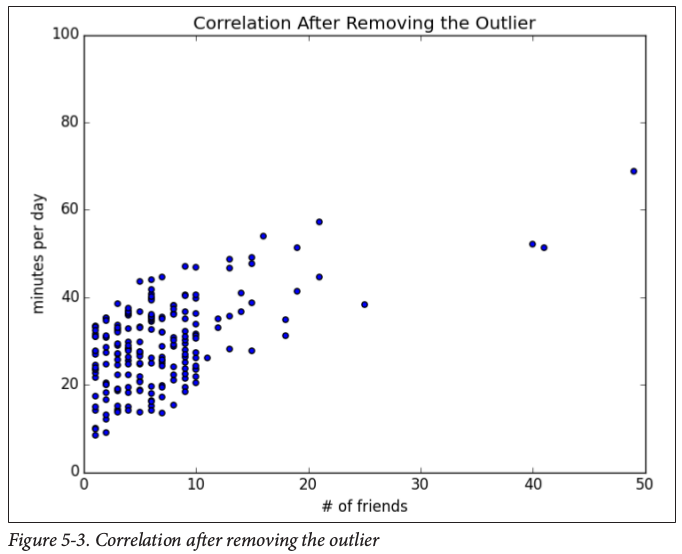 Correlation After Removing the Outlier
100
80
60
40
20
0
minutes per day
0 10 20 30 40 50
# of friends
Figure 5-3. Correlation after removing the outlier